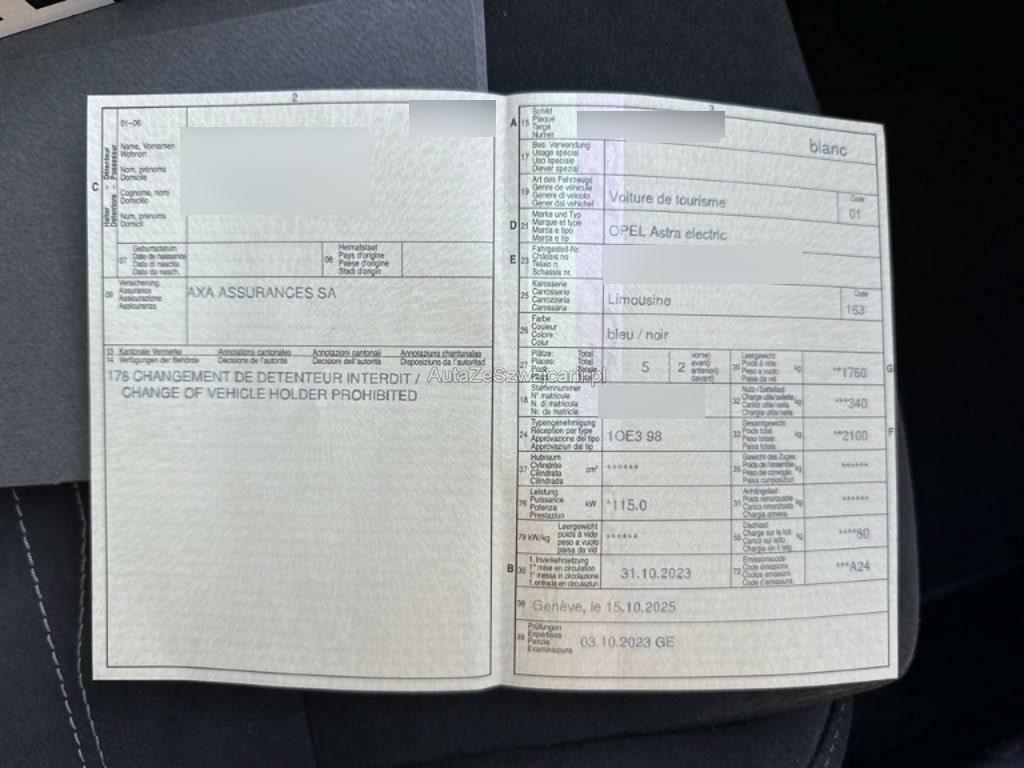 2
01-06
Name, Vornamen
Wohnort
Nom, prénoms
Domicile
Cognome, nomi
Domicilio
Num, prenums
Domicil
C
Halter - Détenteur
Detentore - Possessur
07
Geburtsdatum
Date de naissance
Data di nascita
Data da nasch.
08
Heimatstaat
Pays d'origine
Paese d'origine
Stadi d'origin
09
Versicherung
Assurance
Assicurazione
Assicuranza
AXA ASSURANCES SA
13 Kantonale Vermerke Annotations cantonales Annotazioni cantonali Annotaziuns chantunalas
14 Verfügungen der Behörde Décisions de l'autorité Decisioni dell'autorità Disposiziuns da l'autoritad
178 CHANGEMENT DE DETENTEUR INTERDIT /
CHANGE OF VEHICLE HOLDER PROHIBITED
AutaZeSzwajcarii.pl
3
A 15
Schild
Plaque
Targa
Numer
blanc
17
Bes. Verwendung
Usage spécial
Uso speciale
Diever spezial
19
Art des Fahrzeugs
Genre de véhicule
Genere di veicolo
Gener dal vehichel
Voiture de tourisme
Code
01
D 21
Marke und Typ
Marque et type
Marca e tipo
Marca e tip
OPEL Astra electric
E 23
Fahrgestell-Nr.
Châssis no
Telaio n.
Schassis nr.
25
Karosserie
Carrosserie
Carrozzeria
Carossaria
Limousine
Code
163
26
Farbe
Couleur
Colore
Colur
bleu / noir
27
Plätze: Total
Places: Total
5
2
vorne)
avant)
anteriori)
davant)
30
Leergewicht
Poids à vide
Peso a vuoto
Paisa da vid
kg
**1760
G
18
Stammnummer
N° matricule
N. di matricola
Nr. da matricla
32
Nutz-/Sattellast
Charge utile/sellette
Carico utile/sella
Chargia utila/sella
kg
***340
24
Typengenehmigung
Réception par type
Approvazione del tipo
Approvaziun dal tip
1OE3 98
33
Gesamtgewicht
Poids total
Peso totale
Paisa totala
kg
**2100
F
37
Hubraum
Cylindrée
Cilindrata
Cilindrada
cm³
******
35
Gewicht des Zuges
Poids de l'ensemble
Peso del convoglio
Paisa cumposiziun
kg
******
76
Leistung
Puissance
Potenza
Prestaziun
kW
*115.0
31
Anhängelast
Poids remorquable
Carico rimorchiato
Chargia annexa
kg
******
78 kW/kg
Leergewicht
poids à vide
peso a vuoto
paisa da vid
******
55
Dachlast
Charge sur le toit
Carico sul tetto
Chargia sin il tetg
kg
****80
B 36
1. Inverkehrsetzung
1re mise en circulation
1a messa in circolazione
1. entrada en circulaziun
31.10.2023
72
Emissionscode
Code émissions
Codice emissioni
Code d'emissiuns
***A24
38
Genève, le 15.10.2025
39
Prüfungen
Expertises
Perizie
Examinaziuns
03.10.2023 GE